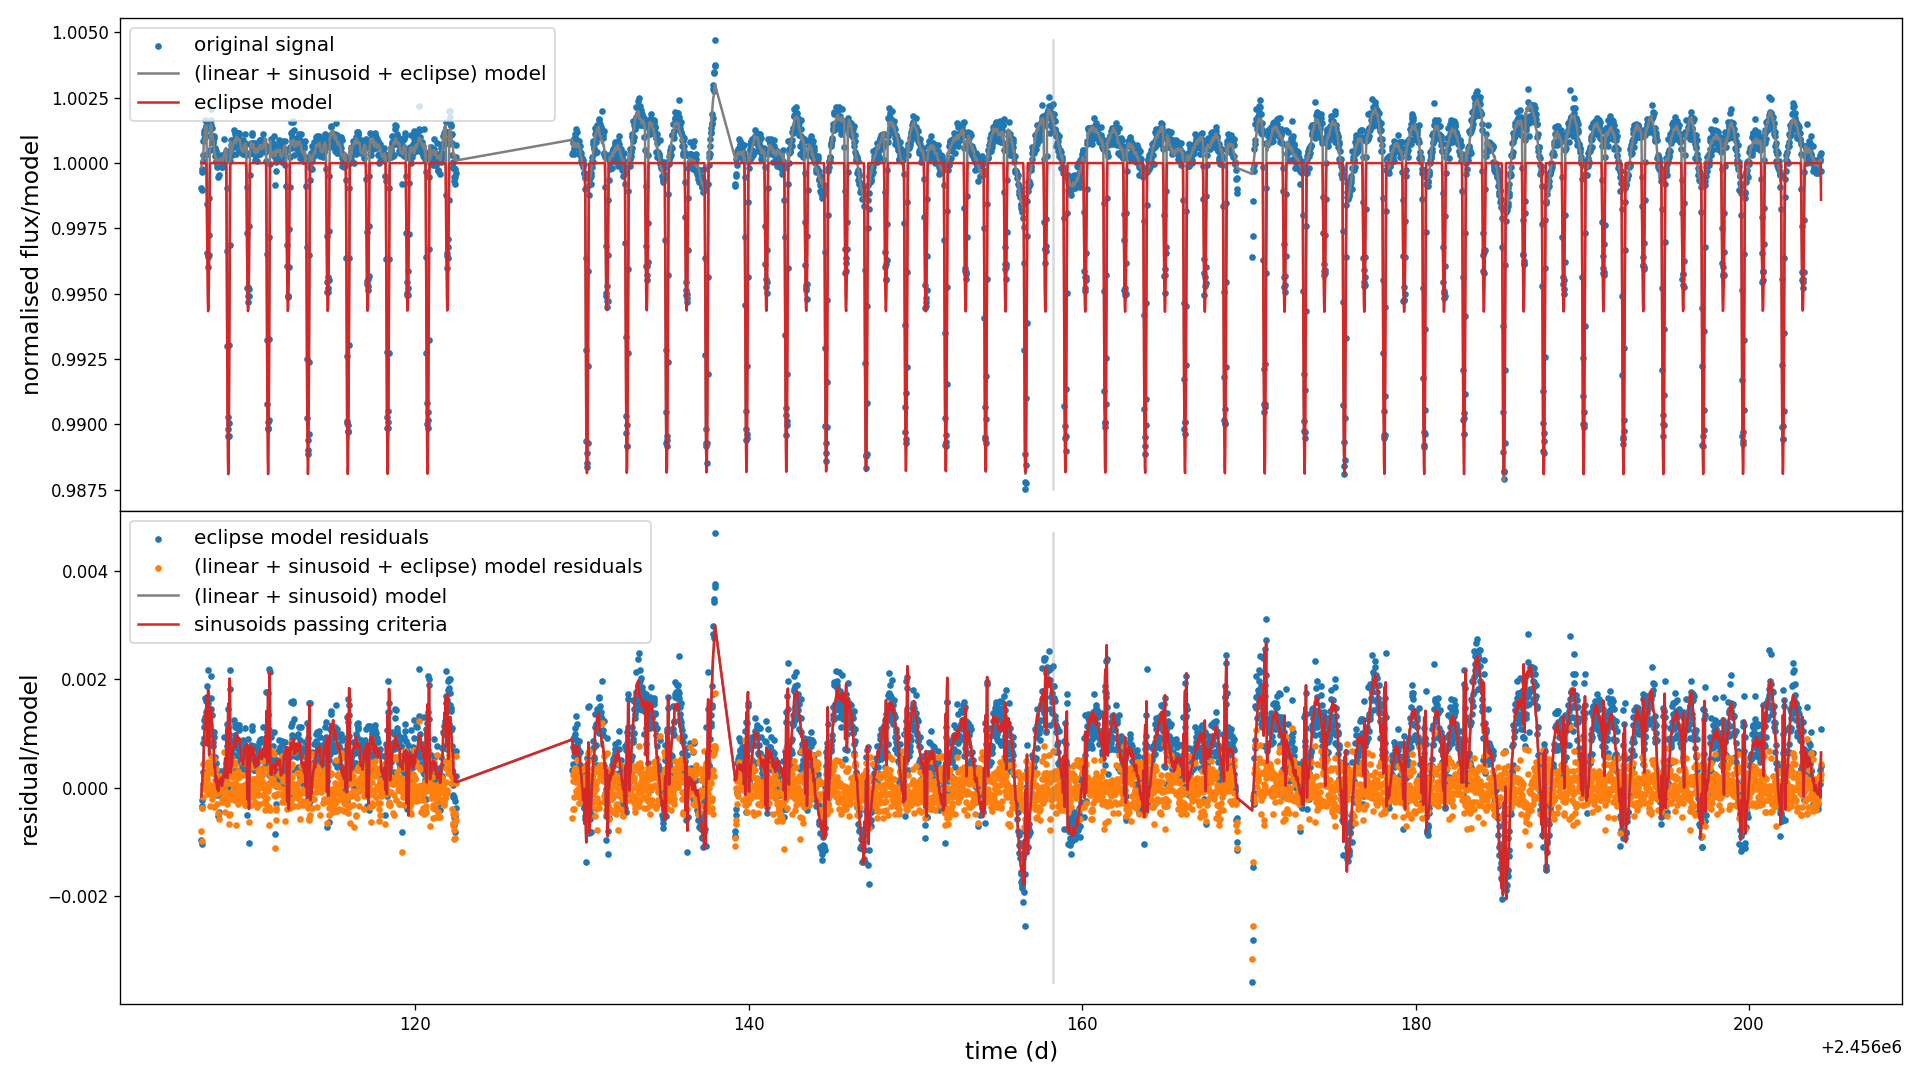 1.0050
1.0025
1.0000
0.9975
0.9950
0.9925
0.9900
0.9875
normalised flux/model
original signal
(linear + sinusoid + eclipse) model
eclipse model
0.004
0.002
0.000
−0.002
residual/model
eclipse model residuals
(linear + sinusoid + eclipse) model residuals
(linear + sinusoid) model
sinusoids passing criteria
120
140
160
180
200
time (d)
+2.456e6